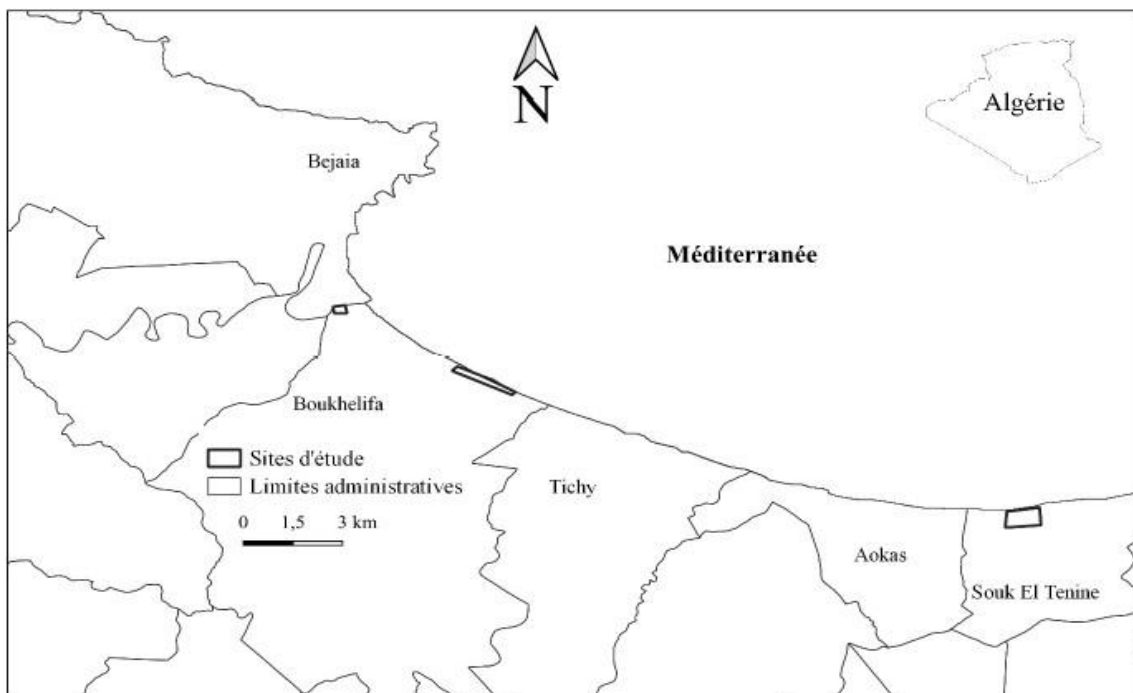 N
Algérie
Bejaia
Méditerranée
Boukhelifa
Sites d'étude
Limites administratives
0 1,5 3 km
Tichy
Aokas
Souk El Tenine